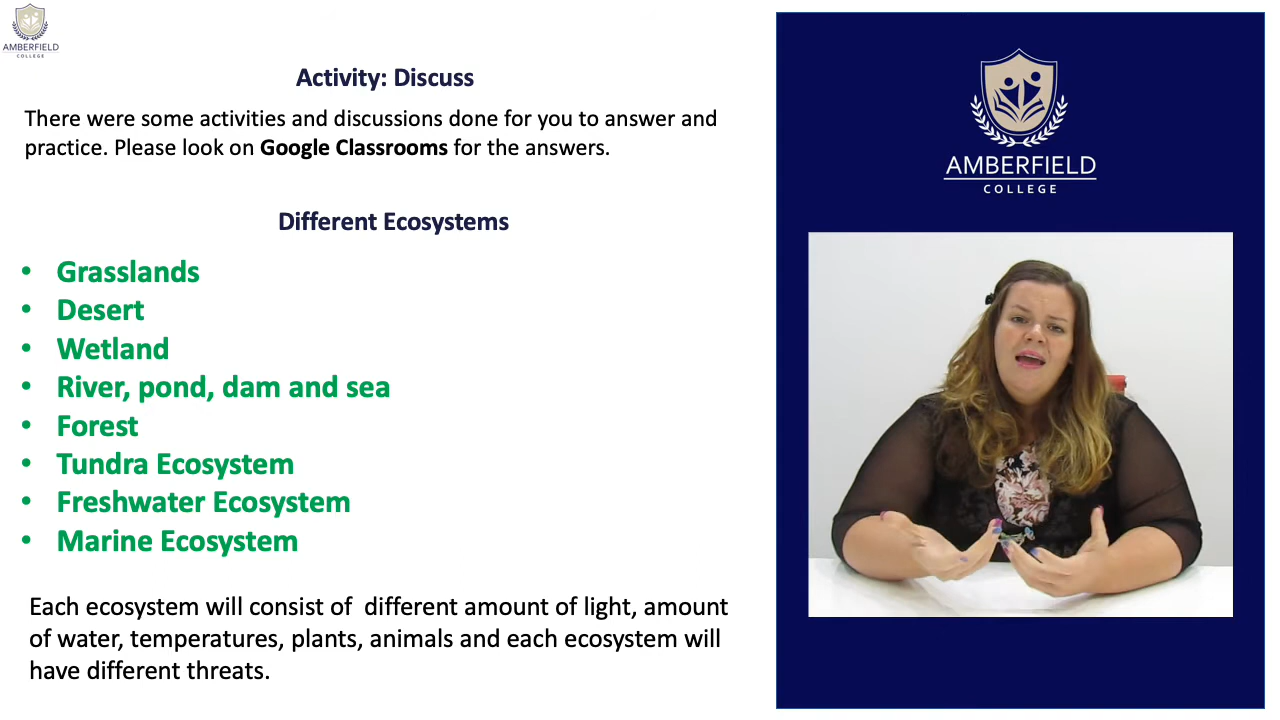 AMBERFIELD
COLLEGE
Activity: Discuss
There were some activities and discussions done for you to answer and
practice. Please look on Google Classrooms for the answers.
Different Ecosystems
• Grasslands
• Desert
• Wetland
• River, pond, dam and sea
• Forest
• Tundra Ecosystem
• Freshwater Ecosystem
• Marine Ecosystem
Each ecosystem will consist of  different amount of light, amount
of water, temperatures, plants, animals and each ecosystem will
have different threats.
AMBERFIELD
COLLEGE